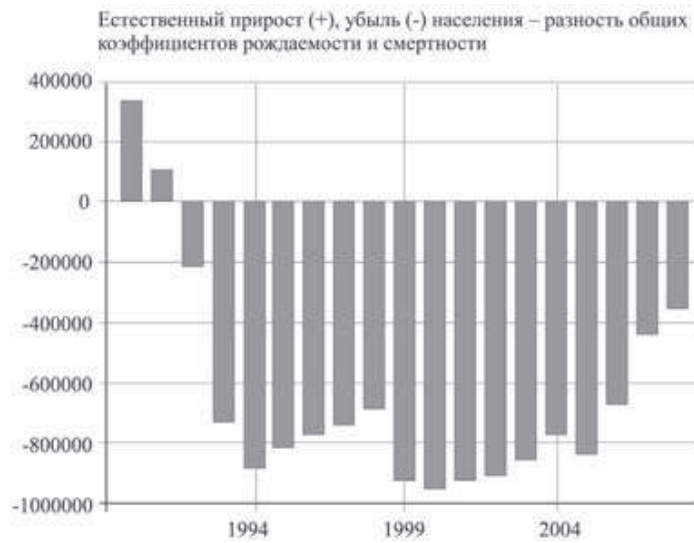 Естественный прирост (+), убыль (-) населения – разность общих
коэффициентов рождаемости и смертности
400000
200000
0
-200000
-400000
-600000
-800000
-1000000
1994 1999 2004